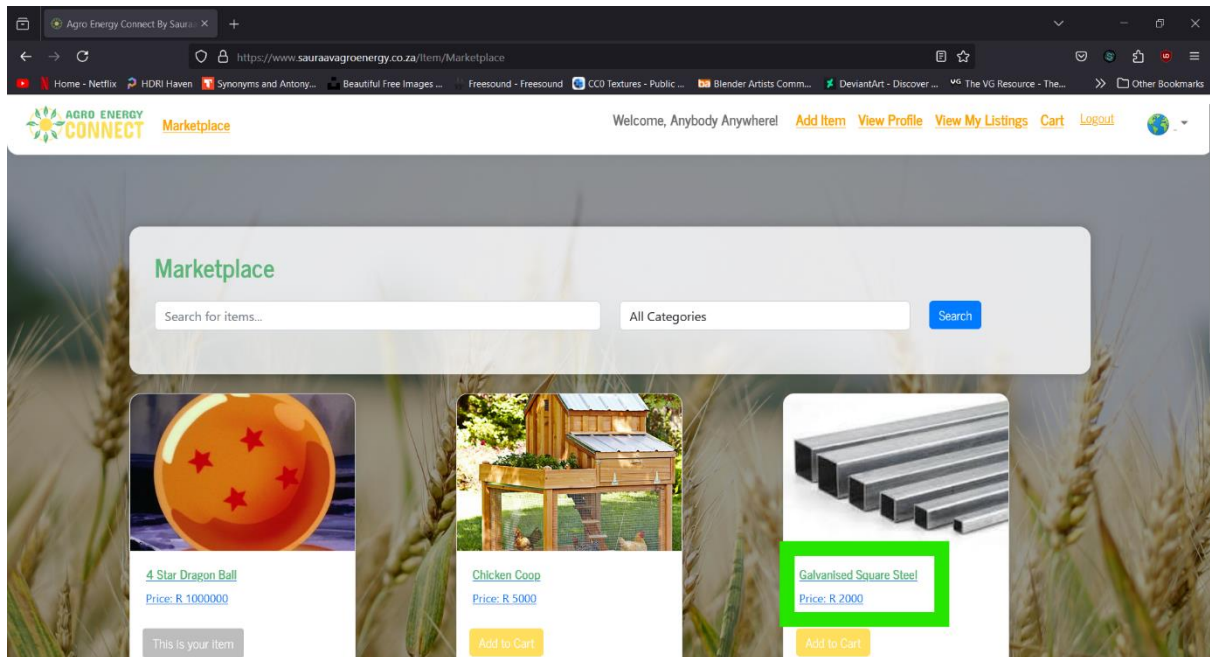 Agro Energy Connect By Saura
https://www.sauraavagroenergy.co.za/Item/Marketplace
Home - Netflix HDRI Haven Synonyms and Antony... Beautiful Free Images ... Freesound - Freesound CC0 Textures - Public ... Blender Artists Comm... DeviantArt - Discover ... VG The VG Resource - The... Other Bookmarks
AGRO ENERGY
CONNECT
Marketplace Welcome, Anybody Anywhere! Add Item View Profile View My Listings Cart Logout
Marketplace
Search for items... All Categories Search
4 Star Dragon Ball Chicken Coop Galvanised Square Steel
Price: R 1000000 Price: R 5000 Price: R 2000
This is your item Add to Cart Add to Cart